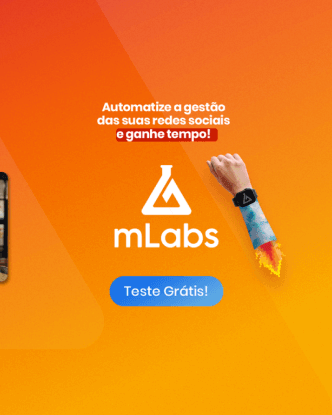 Automatize a gestão
das suas redes sociais
e ganhe tempo!
mLabs
Teste Grátis!